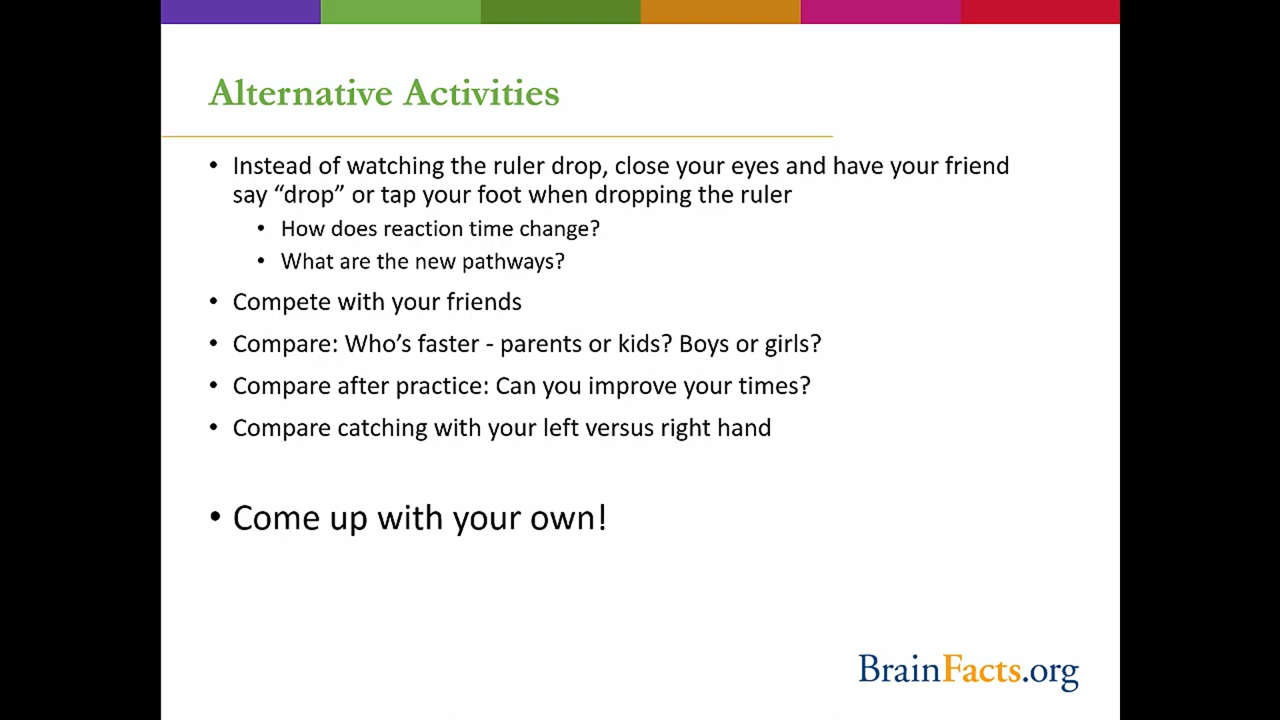 Alternative Activities
• Instead of watching the ruler drop, close your eyes and have your friend
say “drop” or tap your foot when dropping the ruler
• How does reaction time change?
• What are the new pathways?
• Compete with your friends
• Compare: Who’s faster - parents or kids? Boys or girls?
• Compare after practice: Can you improve your times?
• Compare catching with your left versus right hand
• Come up with your own!
BrainFacts.org